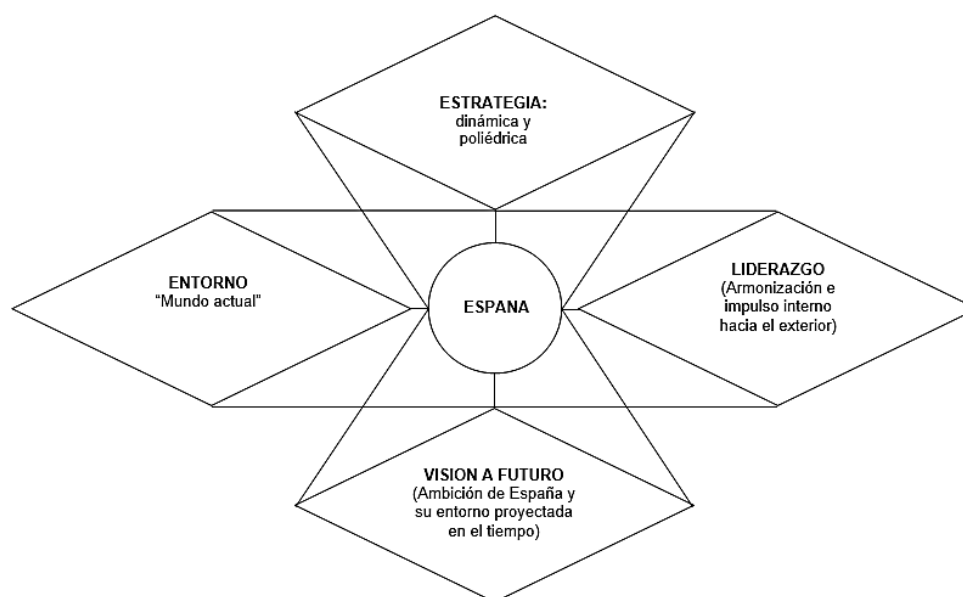 ESTRATEGIA:
dinámica y
poliédrica
ENTORNO
“Mundo actual”
ESPANA
LIDERAZGO
(Armonización e
impulso interno
hacia el exterior)
VISION A FUTURO
(Ambición de España y
su entorno proyectada
en el tiempo)